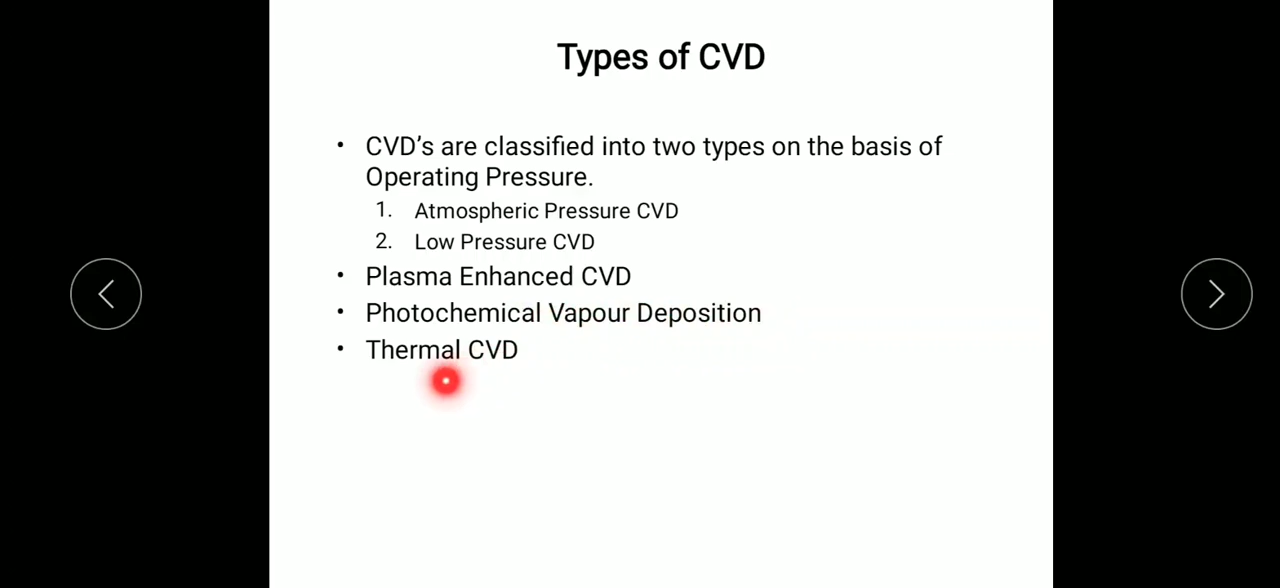 Types of CVD
• CVD’s are classified into two types on the basis of
Operating Pressure.
1. Atmospheric Pressure CVD
2. Low Pressure CVD
• Plasma Enhanced CVD
• Photochemical Vapour Deposition
• Thermal CVD